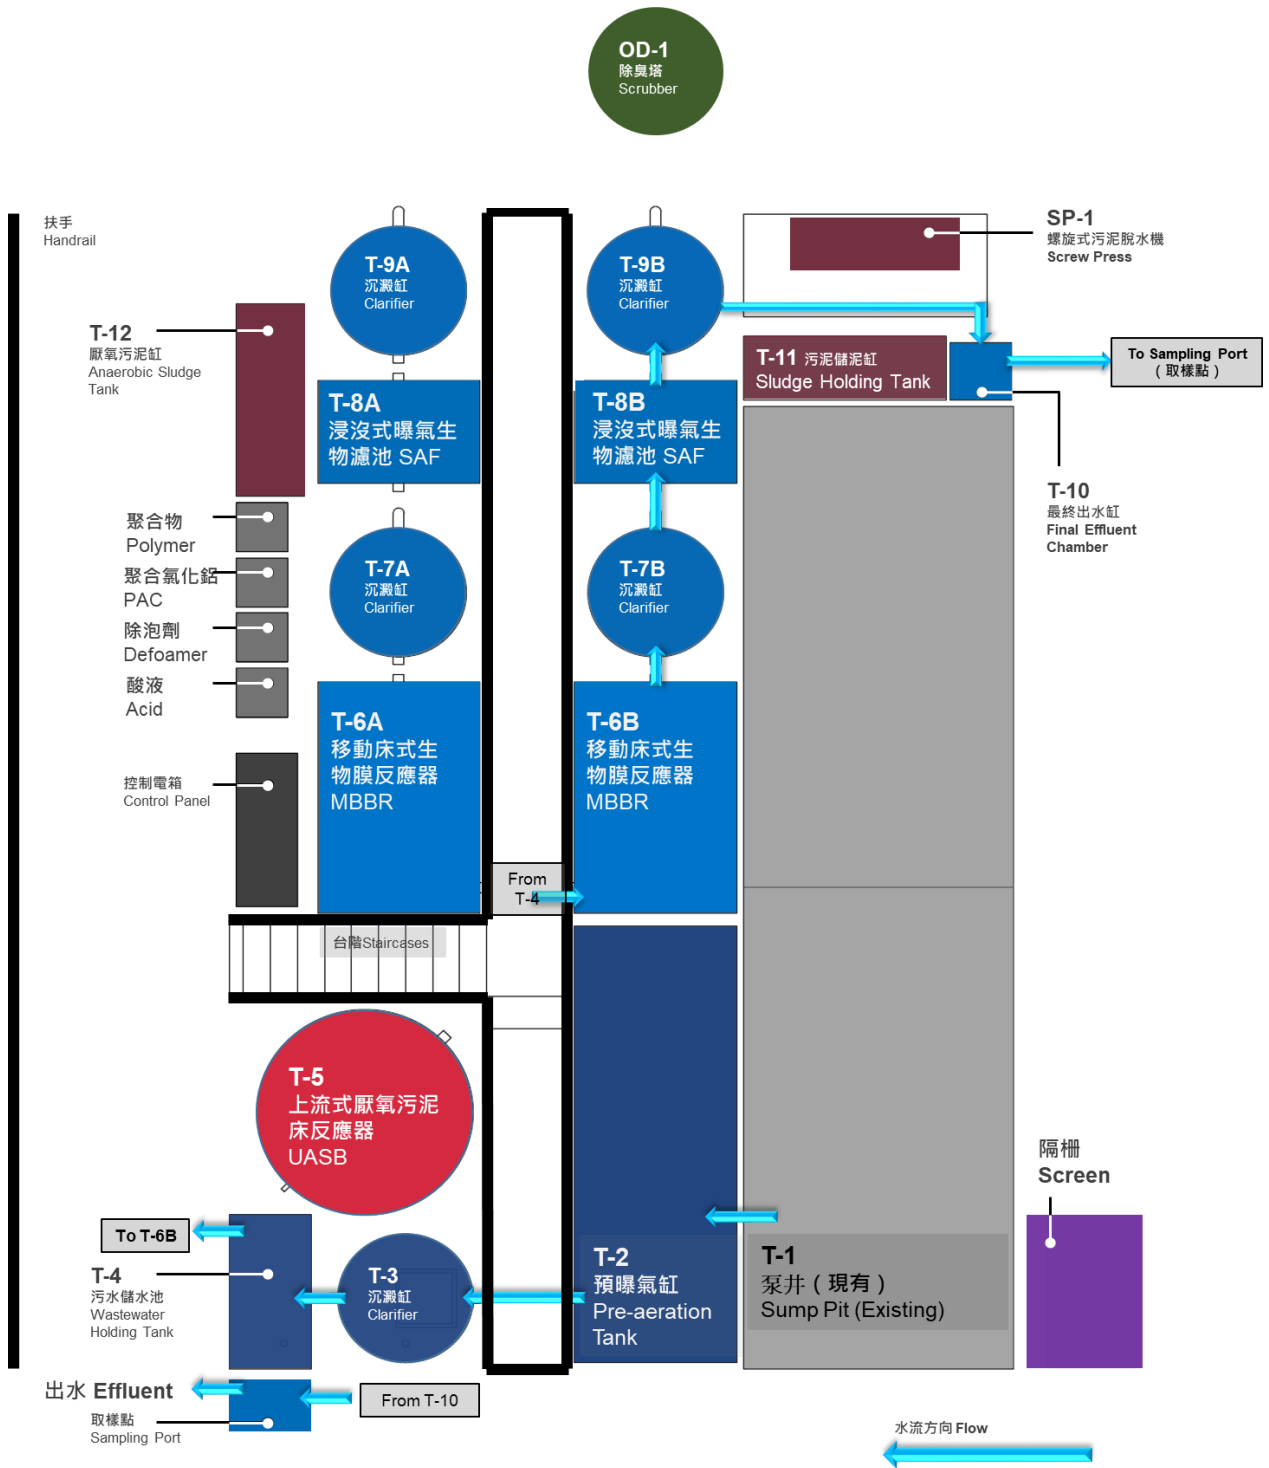 OD-1
除臭塔
Scrubber
扶手
Handrail
T-9A
沉澱缸
Clarifier
T-9B
沉澱缸
Clarifier
SP-1
螺旋式污泥脫水機
Screw Press
T-12
厭氧污泥缸
Anaerobic Sludge
Tank
T-11 污泥儲泥缸
Sludge Holding Tank
To Sampling Port
（取樣點）
T-8A
浸沒式曝氣生
物濾池 SAF
T-8B
浸沒式曝氣生
物濾池 SAF
T-10
最終出水缸
Final Effluent
Chamber
聚合物
Polymer
聚合氯化鋁
PAC
除泡劑
Defoamer
酸液
Acid
T-7A
沉澱缸
Clarifier
T-7B
沉澱缸
Clarifier
T-6A
移動床式生
物膜反應器
MBBR
T-6B
移動床式生
物膜反應器
MBBR
控制電箱
Control Panel
From
T-4
台階Staircases
T-5
上流式厭氧污泥
床反應器
UASB
隔柵
Screen
To T-6B
T-4
污水儲水池
Wastewater
Holding Tank
T-3
沉澱缸
Clarifier
T-2
預曝氣缸
Pre-aeration
Tank
T-1
泵井（現有）
Sump Pit (Existing)
出水 Effluent
取樣點
Sampling Port
From T-10
水流方向 Flow